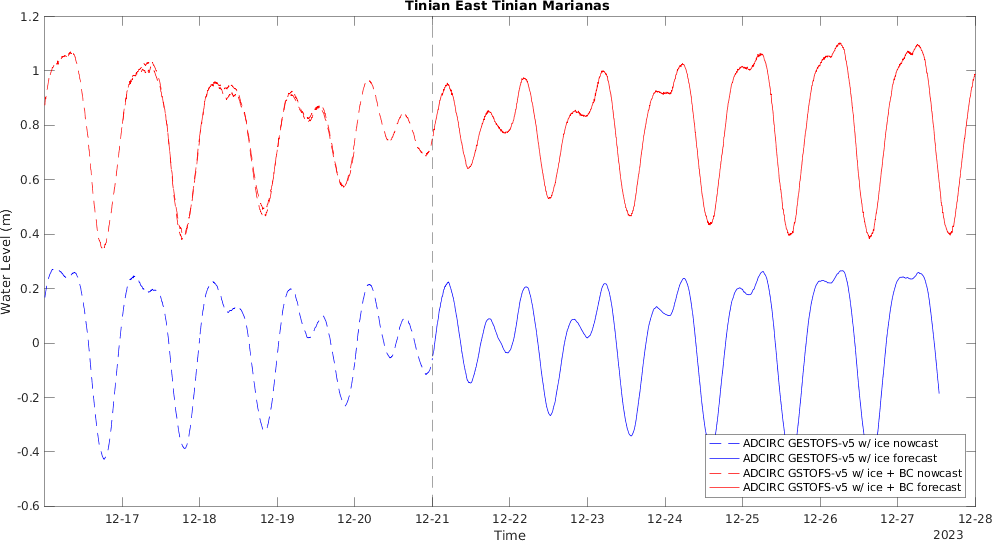 Tinian East Tinian Marianas
Water Level (m)
1.2
1
0.8
0.6
0.4
0.2
0
-0.2
-0.4
-0.6
ADCIRC GESTOFS-v5 w/ ice nowcast
ADCIRC GESTOFS-v5 w/ ice forecast
ADCIRC GSTOFS-v5 w/ ice + BC nowcast
ADCIRC GSTOFS-v5 w/ ice + BC forecast
12-17 12-18 12-19 12-20 12-21 12-22 12-23 12-24 12-25 12-26 12-27 12-28
Time
2023